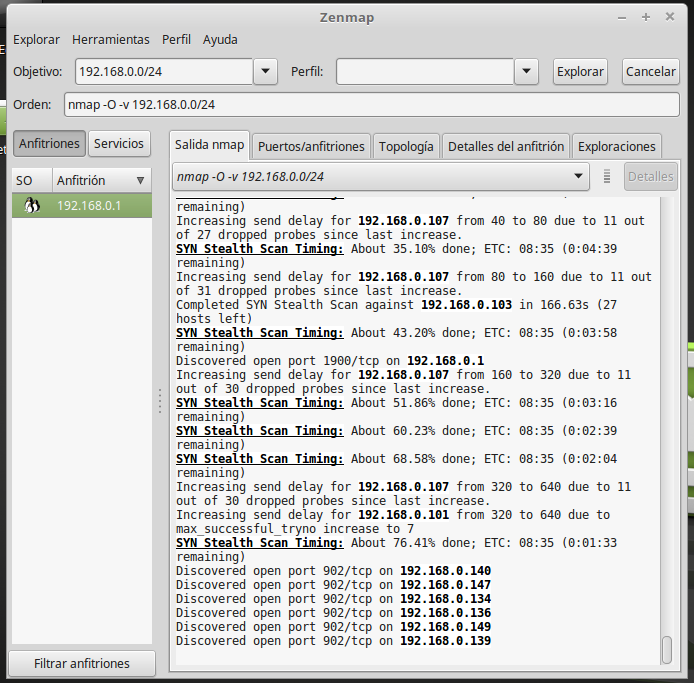 Zenmap
Explorar Herramientas Perfil Ayuda
Objetivo: 192.168.0.0/24 Perfil: Explorar Cancelar
Orden: nmap -O -v 192.168.0.0/24
Anfitriones Servicios
SO Anfitrión
192.168.0.1
Filtrar anfitriones
Salida nmap Puertos/anfitriones Topología Detalles del anfitrión Exploraciones
nmap -O -v 192.168.0.0/24 Detalles
remaining)
Increasing send delay for 192.168.0.107 from 40 to 80 due to 11 out
of 27 dropped probes since last increase.
SYN Stealth Scan Timing: About 35.10% done; ETC: 08:35 (0:04:39
remaining)
Increasing send delay for 192.168.0.107 from 80 to 160 due to 11 out
of 31 dropped probes since last increase.
Completed SYN Stealth Scan against 192.168.0.103 in 166.63s (27
hosts left)
SYN Stealth Scan Timing: About 43.20% done; ETC: 08:35 (0:03:58
remaining)
Discovered open port 1900/tcp on 192.168.0.1
Increasing send delay for 192.168.0.107 from 160 to 320 due to 11
out of 30 dropped probes since last increase.
SYN Stealth Scan Timing: About 51.86% done; ETC: 08:35 (0:03:16
remaining)
SYN Stealth Scan Timing: About 60.23% done; ETC: 08:35 (0:02:39
remaining)
SYN Stealth Scan Timing: About 68.58% done; ETC: 08:35 (0:02:04
remaining)
Increasing send delay for 192.168.0.107 from 320 to 640 due to 11
out of 30 dropped probes since last increase.
Increasing send delay for 192.168.0.101 from 320 to 640 due to
max_successful_tryno increase to 7
SYN Stealth Scan Timing: About 76.41% done; ETC: 08:35 (0:01:33
remaining)
Discovered open port 902/tcp on 192.168.0.140
Discovered open port 902/tcp on 192.168.0.147
Discovered open port 902/tcp on 192.168.0.134
Discovered open port 902/tcp on 192.168.0.136
Discovered open port 902/tcp on 192.168.0.149
Discovered open port 902/tcp on 192.168.0.139